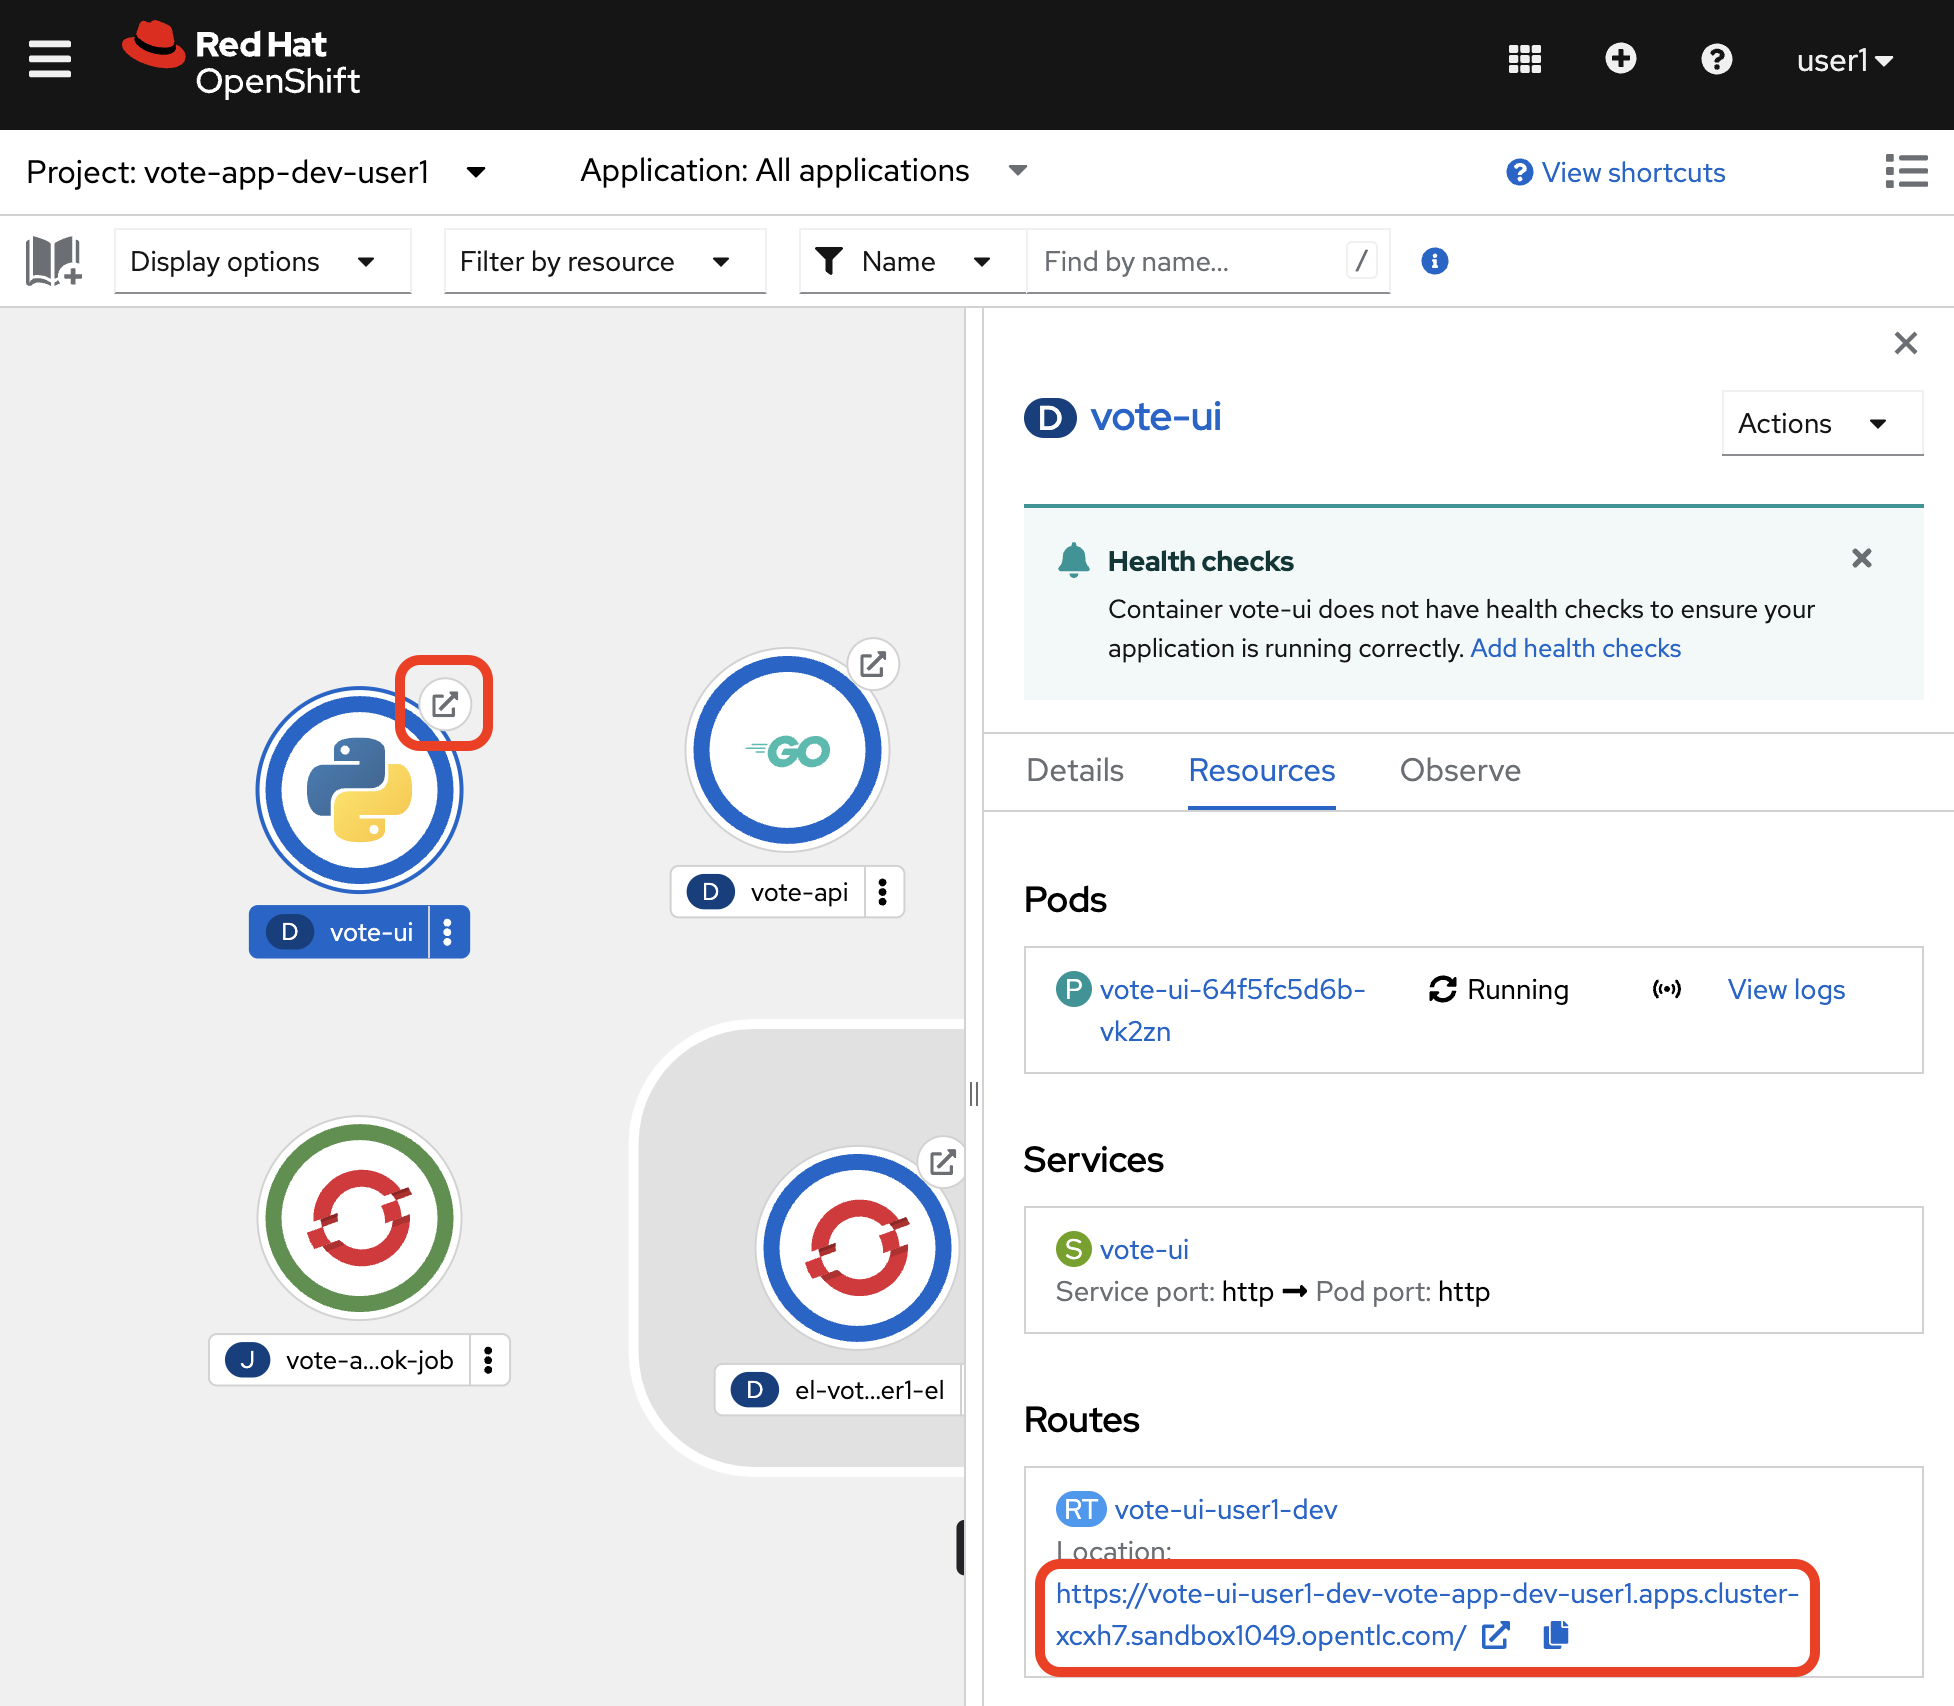 Red Hat
OpenShift
user1
Project: vote-app-dev-user1
Application: All applications
View shortcuts
Display options
Filter by resource
Name
Find by name...
/
vote-ui
Actions
Health checks
Container vote-ui does not have health checks to ensure your
application is running correctly. Add health checks
Details
Resources
Observe
Pods
P vote-ui-64f5fc5d6b-
vk2zn
Running
View logs
Services
S vote-ui
Service port: http → Pod port: http
Routes
RT vote-ui-user1-dev
Location:
https://vote-ui-user1-dev-vote-app-dev-user1.apps.cluster-
xcxh7.sandbox1049.opentlc.com/
GO
D vote-api
D vote-ui
J vote-a...ok-job
D el-vot...er1-el
D